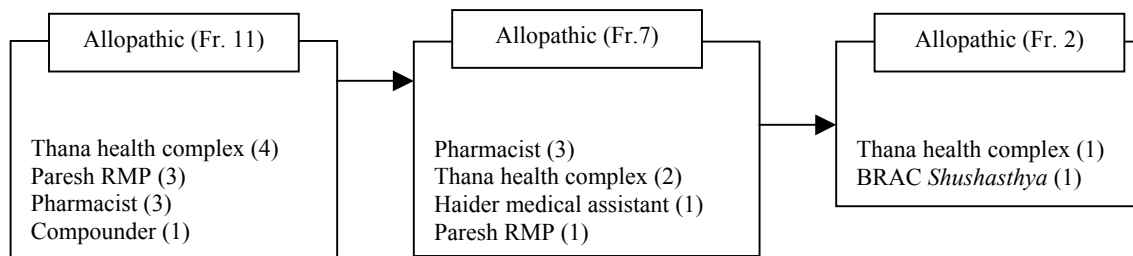 Allopathic (Fr. 11)
Thana health complex (4)
Paresh RMP (3)
Pharmacist (3)
Compounder (1)
Allopathic (Fr.7)
Pharmacist (3)
Thana health complex (2)
Haider medical assistant (1)
Paresh RMP (1)
Allopathic (Fr. 2)
Thana health complex (1)
BRAC Shushasthya (1)